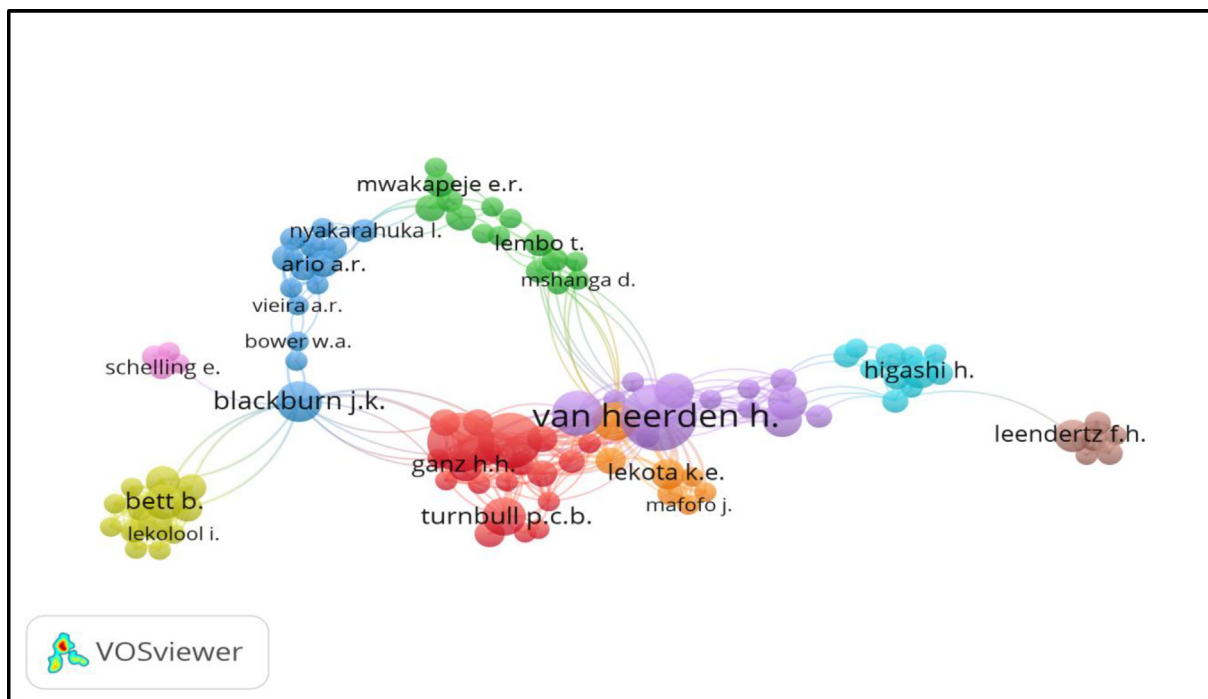 mwakapeje e.r.
nyakarahuka l.
lembo t.
ario a.r.
mshanga d.
vieira a.r.
bower w.a.
schelling e.
higashi h.
blackburn j.k.
van heerden h.
leendertz f.h.
ganz h.h.
lekota k.e.
bett b.
mafofo j.
turnbull p.c.b.
lekolool i.
VOSviewer